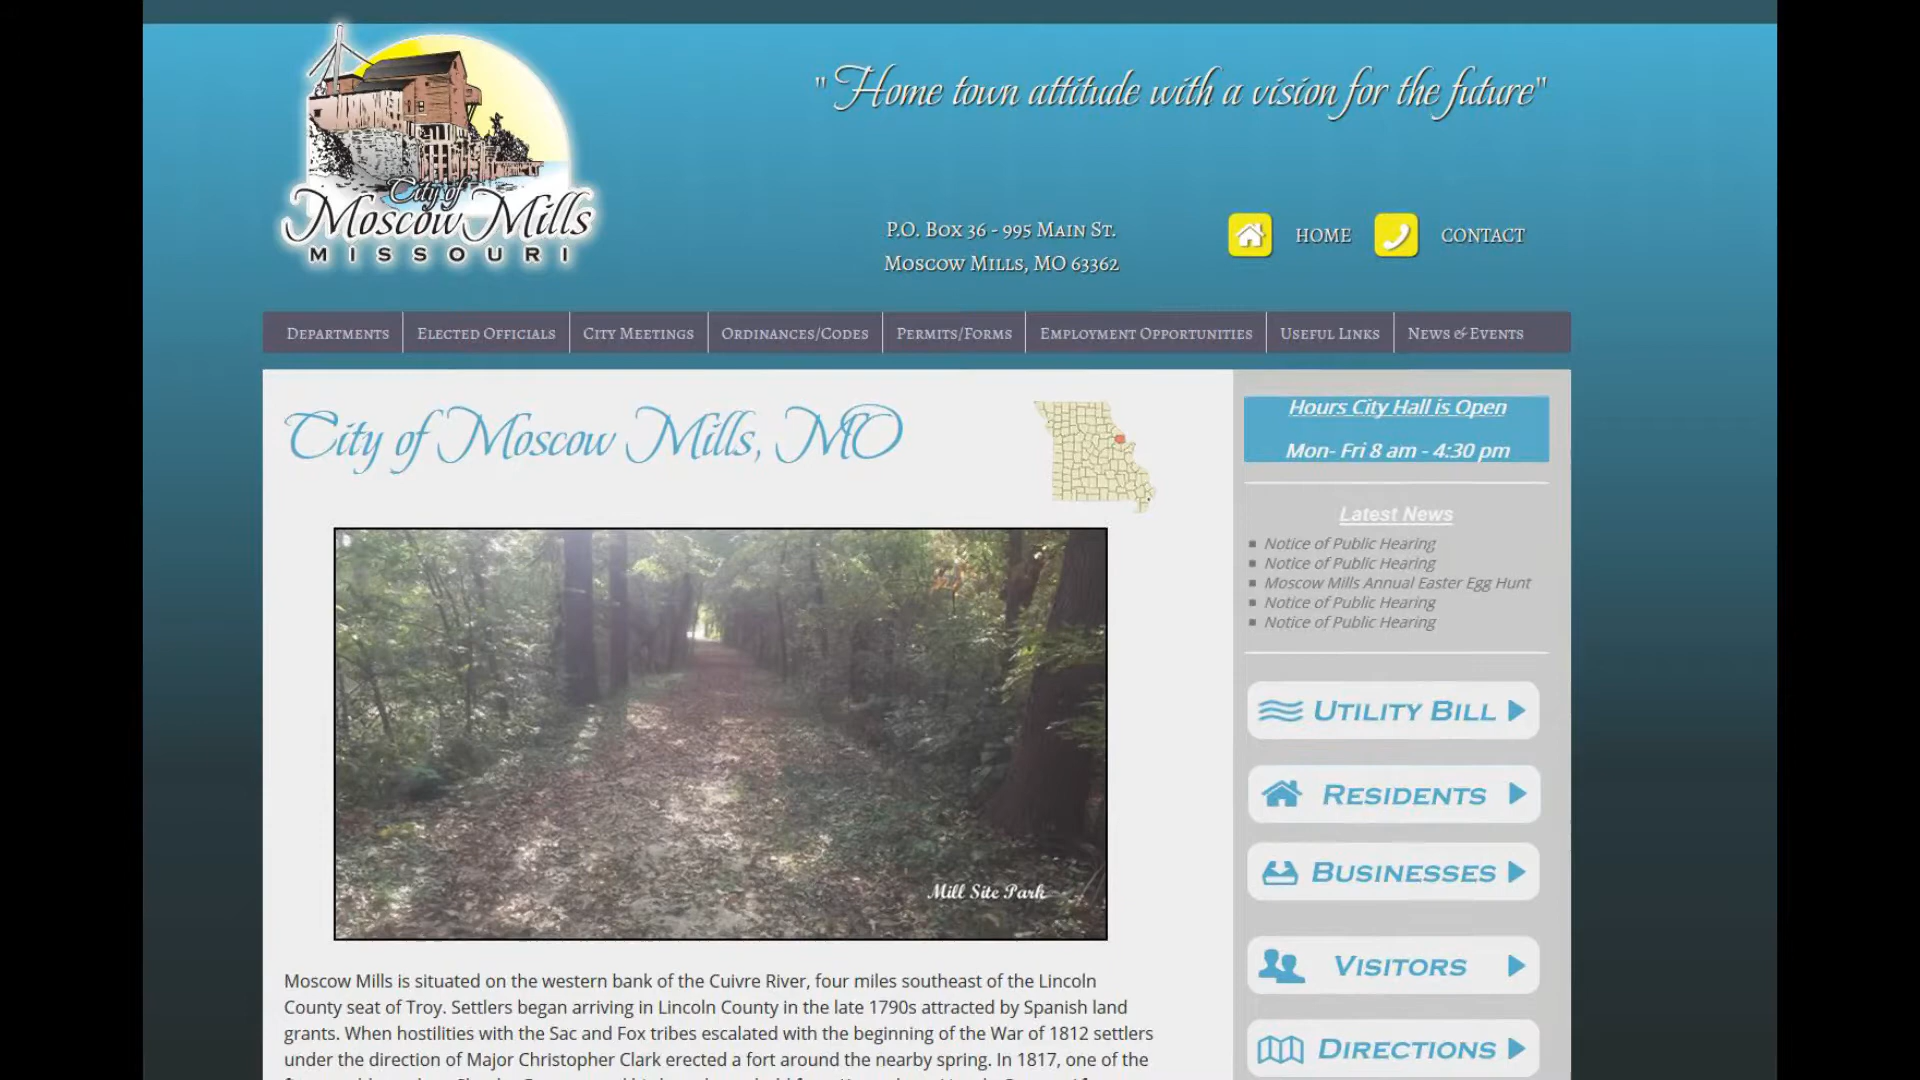 "Home town attitude with a vision for the future"
City of
Moscow Mills
MISSOURI
P.O. Box 36 - 995 Main St.
Moscow Mills, MO 63362
HOME
CONTACT
Departments
Elected Officials
City Meetings
Ordinances/Codes
Permits/Forms
Employment Opportunities
Useful Links
News & Events
City of Moscow Mills, MO
Mill Site Park
Moscow Mills is situated on the western bank of the Cuivre River, four miles southeast of the Lincoln
County seat of Troy. Settlers began arriving in Lincoln County in the late 1790s attracted by Spanish land
grants. When hostilities with the Sac and Fox tribes escalated with the beginning of the War of 1812 settlers
under the direction of Major Christopher Clark erected a fort around the nearby spring. In 1817, one of the
Hours City Hall is Open
Mon- Fri 8 am - 4:30 pm
Latest News
Notice of Public Hearing
Notice of Public Hearing
Moscow Mills Annual Easter Egg Hunt
Notice of Public Hearing
Notice of Public Hearing
Utility Bill
Residents
Businesses
Visitors
Directions